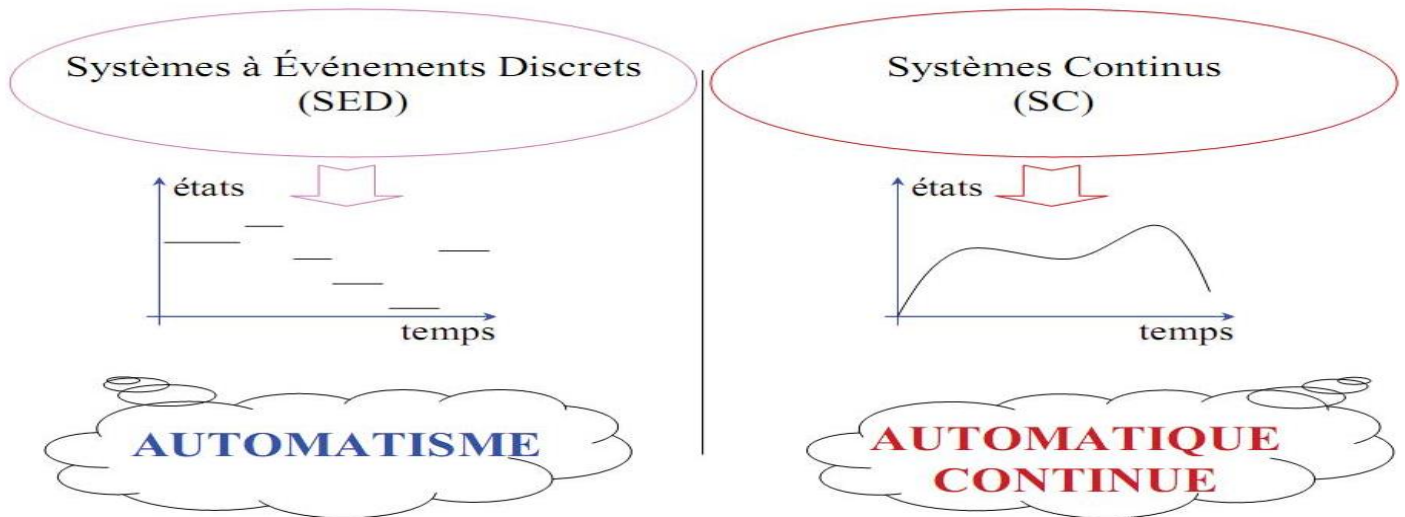 Systèmes à Événements Discrets
(SED)
états
temps
AUTOMATISME
Systèmes Continus
(SC)
états
temps
AUTOMATIQUE
CONTINUE